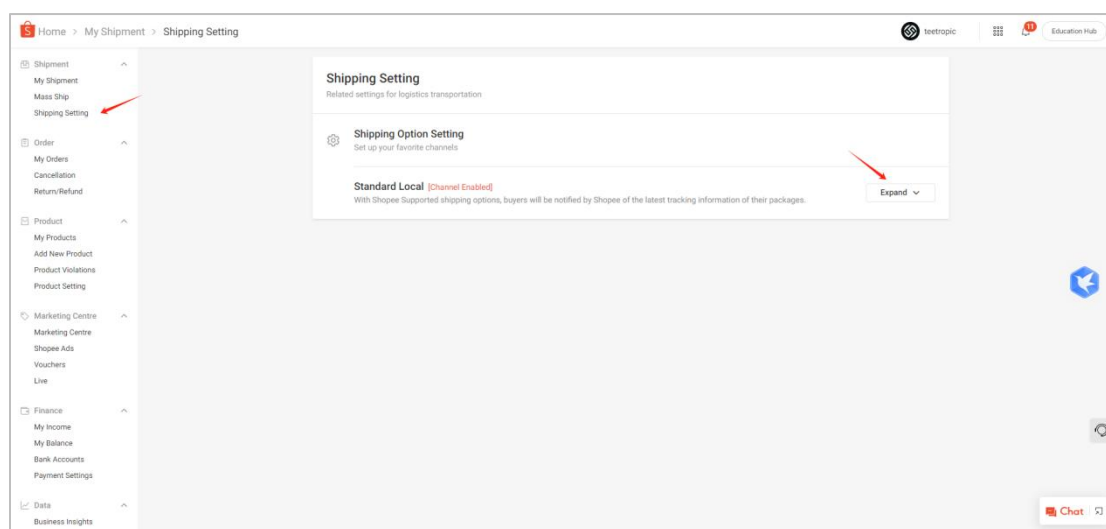 Home > My Shipment > Shipping Setting
teetropic
11
Education Hub
Shipment
My Shipment
Mass Ship
Shipping Setting
Order
My Orders
Cancellation
Return/Refund
Product
My Products
Add New Product
Product Violations
Product Setting
Marketing Centre
Marketing Centre
Shopee Ads
Vouchers
Live
Finance
My Income
My Balance
Bank Accounts
Payment Settings
Data
Business Insights
Shipping Setting
Related settings for logistics transportation
Shipping Option Setting
Set up your favorite channels
Standard Local [Channel Enabled]
With Shopee Supported shipping options, buyers will be notified by Shopee of the latest tracking information of their packages.
Expand
Chat